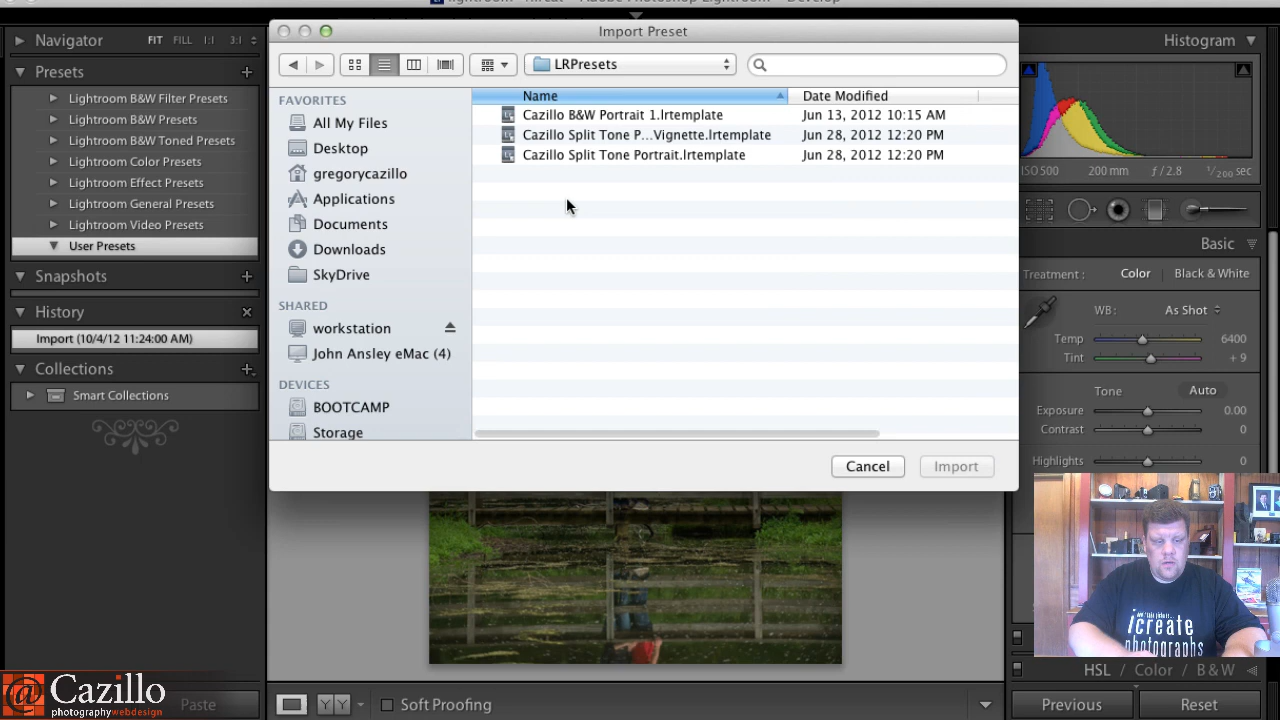 Import Preset
Navigator FIT FILL 1:1 3:1
Histogram
LRPresets
Presets
Name Date Modified
FAVORITES
Lightroom B&W Filter Presets
Lightroom B&W Presets
Lightroom B&W Toned Presets
Lightroom Color Presets
Lightroom Effect Presets
Lightroom General Presets
Lightroom Video Presets
User Presets
Snapshots
History
Import (10/4/12 11:24:00 AM)
Collections
Smart Collections
All My Files
Desktop
gregorycazillo
Applications
Documents
Downloads
SkyDrive
SHARED
workstation
John Ansley eMac (4)
DEVICES
BOOTCAMP
Storage
Cazillo B&W Portrait 1.lrtemplate Jun 13, 2012 10:15 AM
Cazillo Split Tone P...Vignette.lrtemplate Jun 28, 2012 12:20 PM
Cazillo Split Tone Portrait.lrtemplate Jun 28, 2012 12:20 PM
Cancel Import
ISO 500 200 mm ƒ / 2.8 1/200 sec
Basic
Treatment : Color Black & White
WB: As Shot
Temp 6400
Tint + 9
Tone Auto
Exposure 0.00
Contrast 0
Highlights 0
icreate
photographs
HSL / Color / B&W
@ Cazillo
photographywebdesign
Paste
YY Soft Proofing
Previous Reset